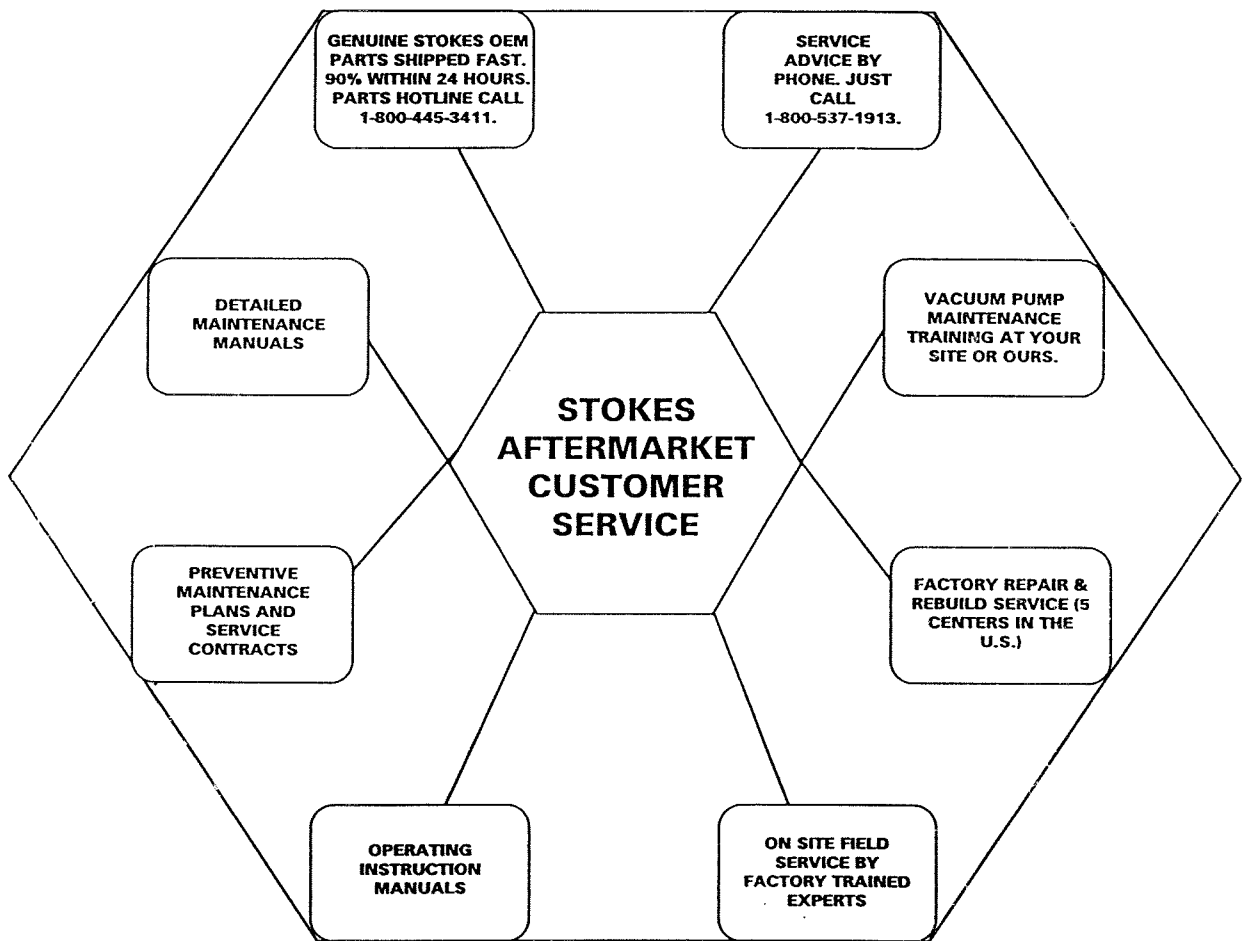 GENUINE STOKES OEM
PARTS SHIPPED FAST.
90% WITHIN 24 HOURS.
PARTS HOTLINE CALL
1-800-445-3411.
SERVICE
ADVICE BY
PHONE. JUST
CALL
1-800-537-1913.
DETAILED
MAINTENANCE
MANUALS
VACUUM PUMP
MAINTENANCE
TRAINING AT YOUR
SITE OR OURS.
STOKES
AFTERMARKET
CUSTOMER
SERVICE
PREVENTIVE
MAINTENANCE
PLANS AND
SERVICE
CONTRACTS
FACTORY REPAIR &
REBUILD SERVICE (5
CENTERS IN THE
U.S.)
OPERATING
INSTRUCTION
MANUALS
ON SITE FIELD
SERVICE BY
FACTORY TRAINED
EXPERTS